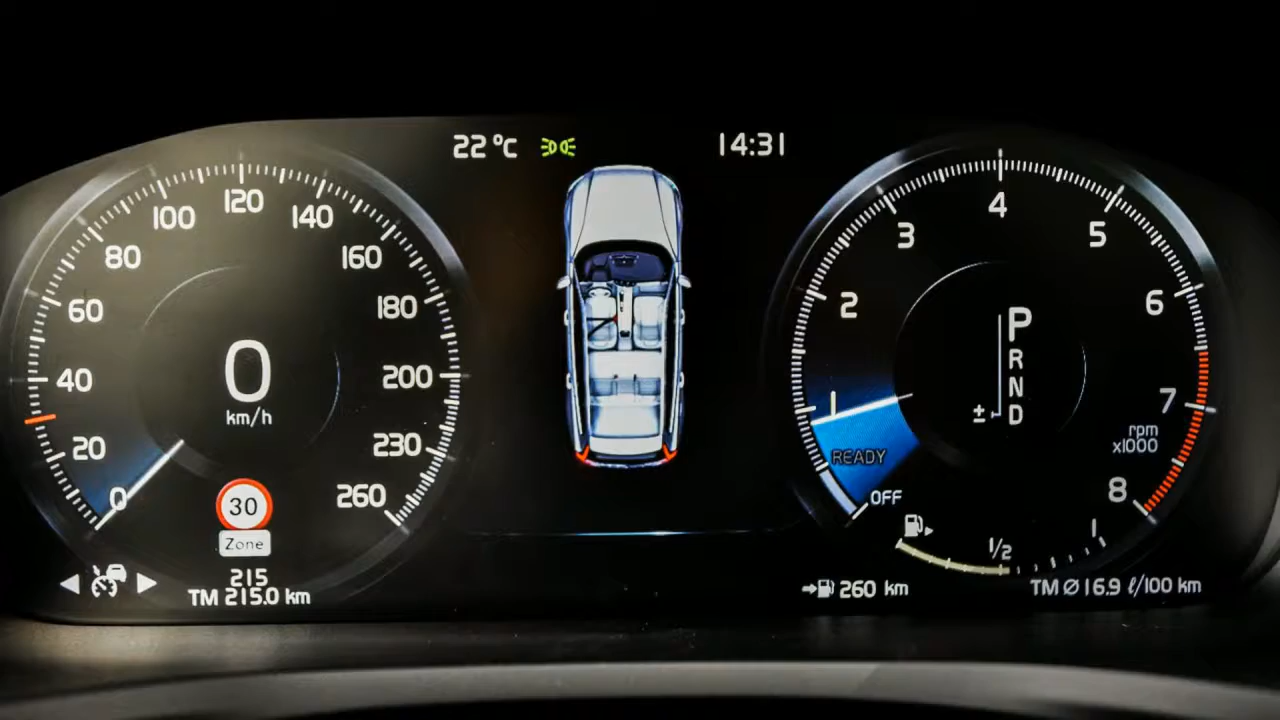 22 °C
14:31
0
20
40
60
80
100
120
140
160
180
200
230
260
0
km/h
30
Zone
215
TM 215.0 km
OFF
READY
1
2
3
4
5
6
7
8
rpm
x1000
P
R
N
± D
1/2
1
260 km
TM Ø 16.9 ℓ/100 km